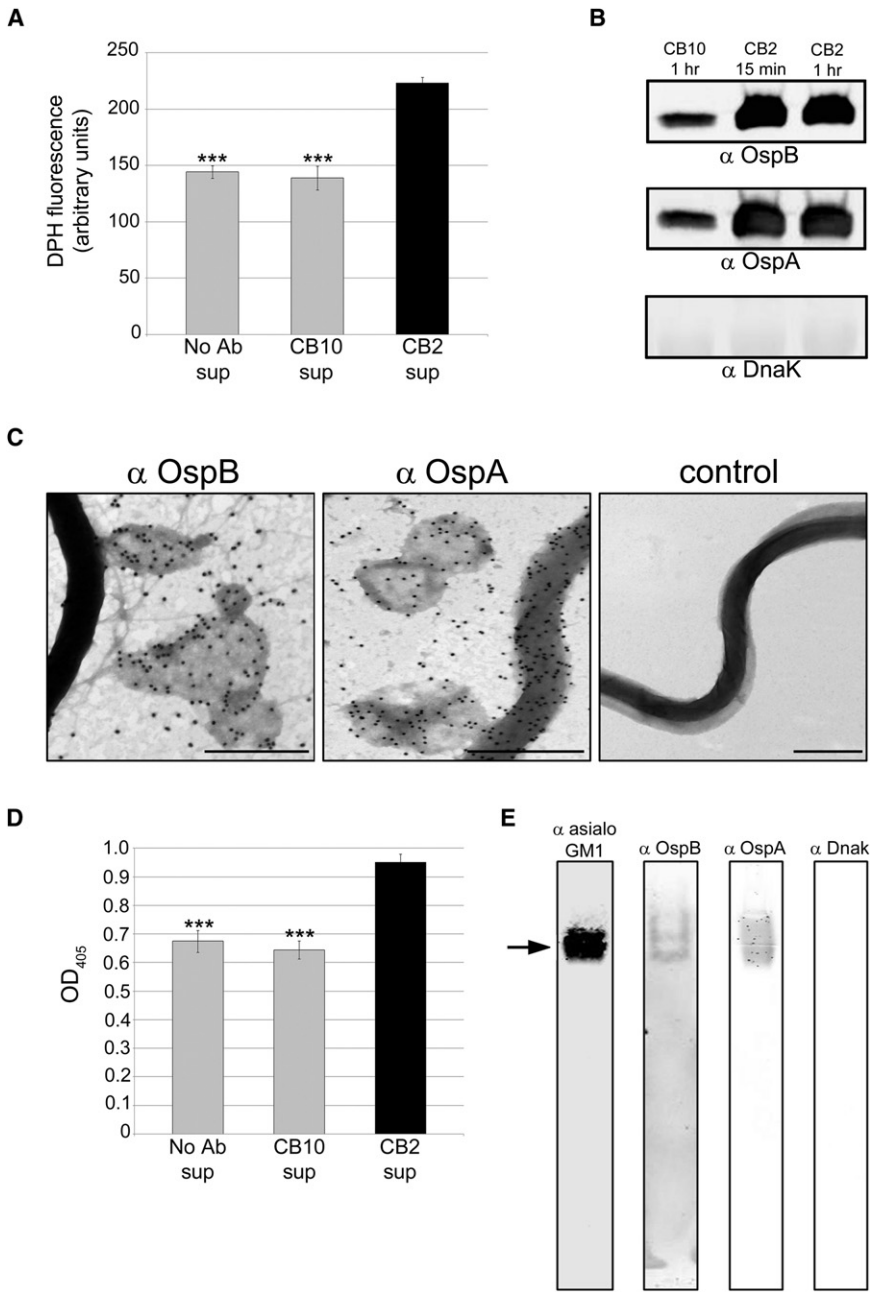 A
250
200
150
100
50
0
DPH fluorescence
(arbitrary units)
***
***
No Ab
sup
CB10
sup
CB2
sup
B
CB10
1 hr
CB2
15 min
CB2
1 hr
α OspB
α OspA
α DnaK
C
α OspB
α OspA
control
D
1.0
0.9
0.8
0.7
0.6
0.5
0.4
0.3
0.2
0.1
0
OD405
***
***
No Ab
sup
CB10
sup
CB2
sup
E
α asialo
GM1
α OspB
α OspA
α Dnak